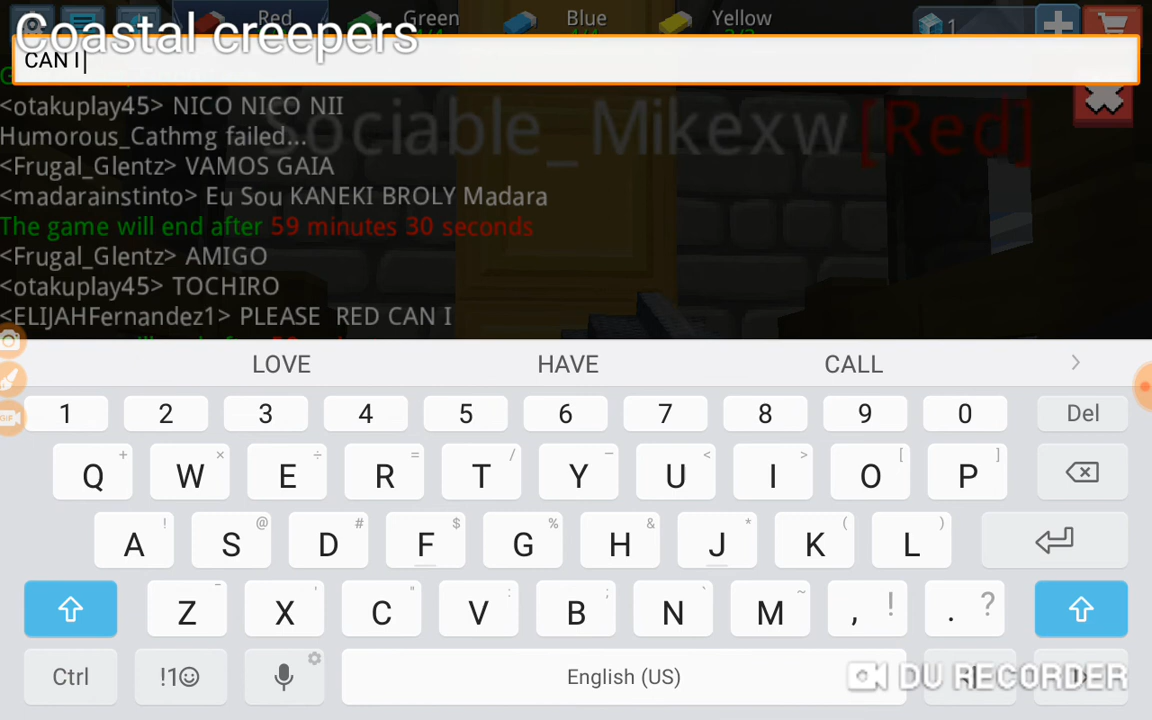 Red Green Blue Yellow 1
Coastal creepers
CAN I
<otakuplay45> NICO NICO NII
Humorous_Cathmg failed...
Sociable_Mikexw[Red]
<Frugal_Glentz> VAMOS GAIA
<madarainstinto> Eu Sou KANEKI BROLY Madara
The game will end after 59 minutes 30 seconds
<Frugal_Glentz> AMIGO
<otakuplay45> TOCHIRO
<ELIJAHFernandez1> PLEASE RED CAN I
LOVE HAVE CALL >
1 2 3 4 5 6 7 8 9 0 Del
Q W E R T Y U I O P
A S D F G H J K L
Z X C V B N M , ! . ?
Ctrl !1☺ English (US)
GIF
DU RECORDER